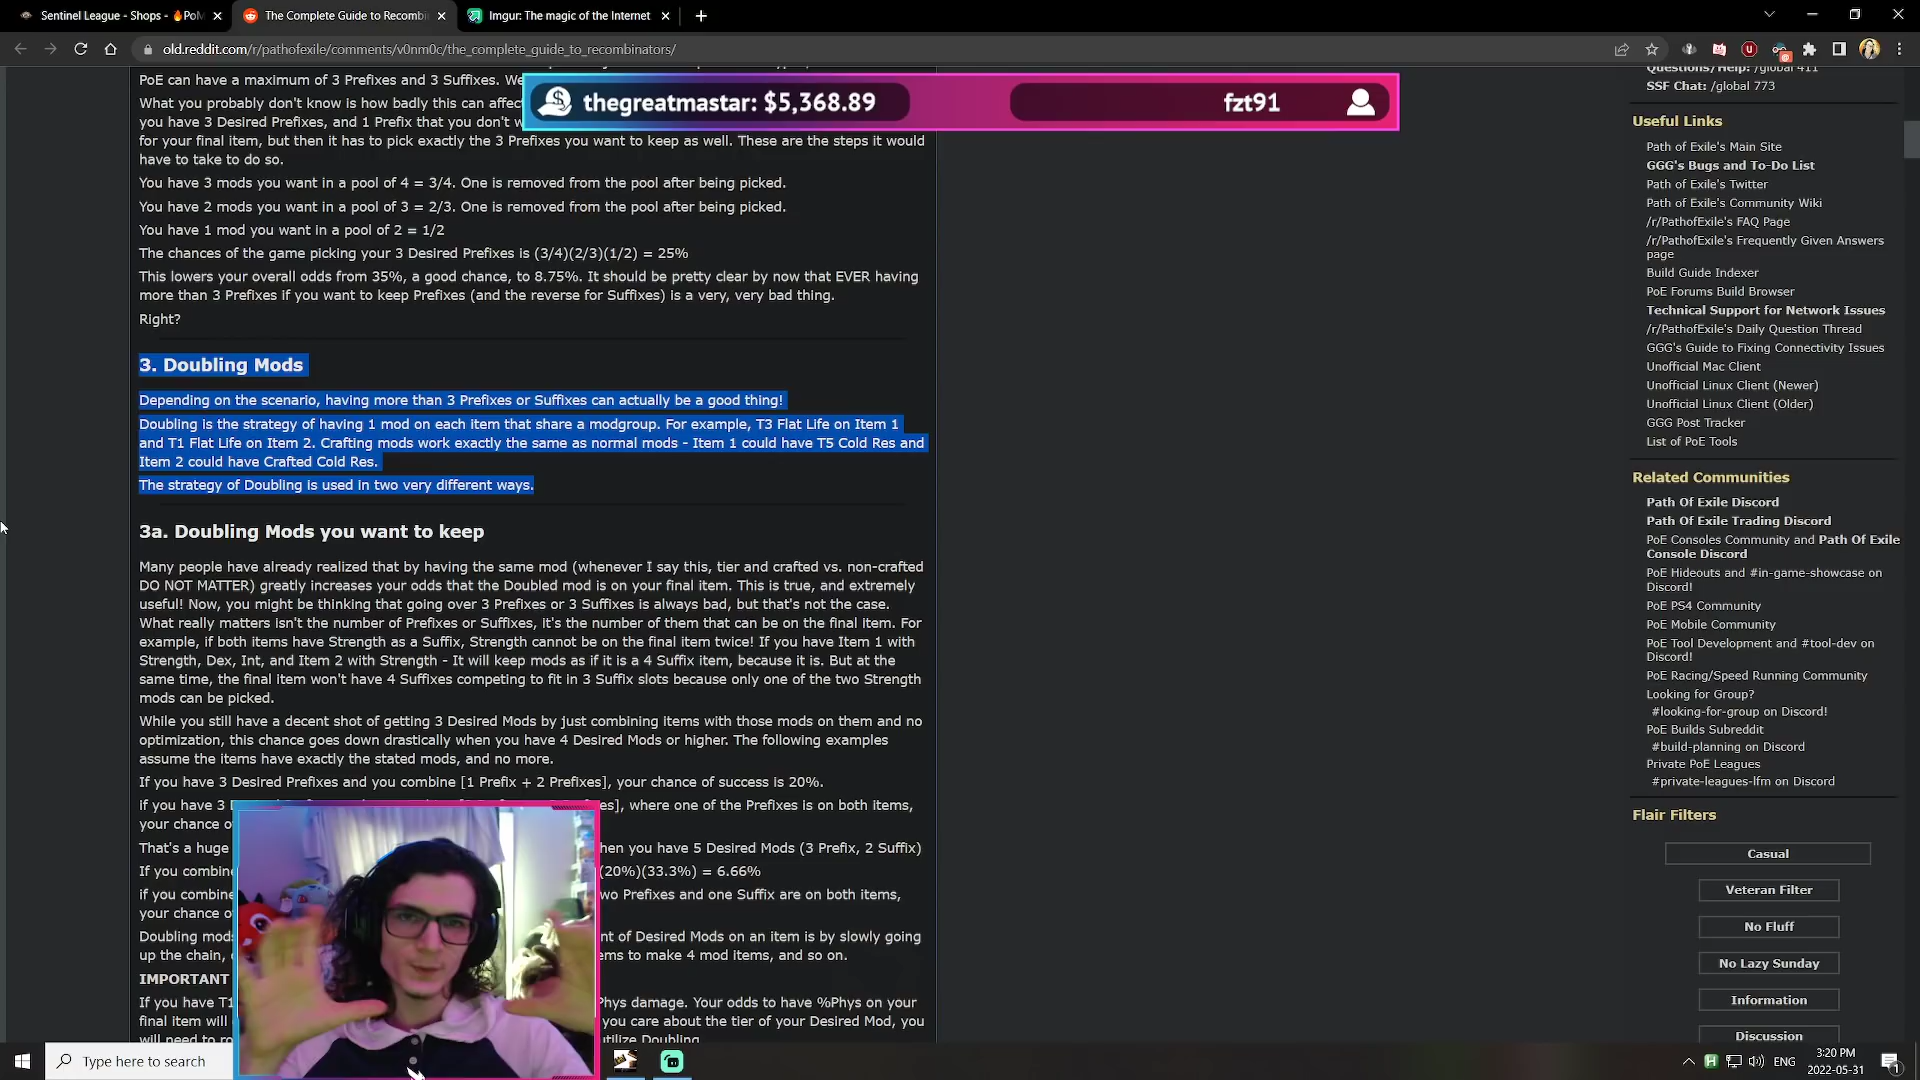 Sentinel League - Shops - 🔥PoM
The Complete Guide to Recombin
Imgur: The magic of the Internet
old.reddit.com/r/pathofexile/comments/v0nm0c/the_complete_guide_to_recombinators/
PoE can have a maximum of 3 Prefixes and 3 Suffixes. We
What you probably don't know is how badly this can affect
you have 3 Desired Prefixes, and 1 Prefix that you don't w
for your final item, but then it has to pick exactly the 3 Prefixes you want to keep as well. These are the steps it would
have to take to do so.
You have 3 mods you want in a pool of 4 = 3/4. One is removed from the pool after being picked.
You have 2 mods you want in a pool of 3 = 2/3. One is removed from the pool after being picked.
You have 1 mod you want in a pool of 2 = 1/2
The chances of the game picking your 3 Desired Prefixes is (3/4)(2/3)(1/2) = 25%
This lowers your overall odds from 35%, a good chance, to 8.75%. It should be pretty clear by now that EVER having
more than 3 Prefixes if you want to keep Prefixes (and the reverse for Suffixes) is a very, very bad thing.
Right?
3. Doubling Mods
Depending on the scenario, having more than 3 Prefixes or Suffixes can actually be a good thing!
Doubling is the strategy of having 1 mod on each item that share a modgroup. For example, T3 Flat Life on Item 1
and T1 Flat Life on Item 2. Crafting mods work exactly the same as normal mods - Item 1 could have T5 Cold Res and
Item 2 could have Crafted Cold Res.
The strategy of Doubling is used in two very different ways.
3a. Doubling Mods you want to keep
Many people have already realized that by having the same mod (whenever I say this, tier and crafted vs. non-crafted
DO NOT MATTER) greatly increases your odds that the Doubled mod is on your final item. This is true, and extremely
useful! Now, you might be thinking that going over 3 Prefixes or 3 Suffixes is always bad, but that's not the case.
What really matters isn't the number of Prefixes or Suffixes, it's the number of them that can be on the final item. For
example, if both items have Strength as a Suffix, Strength cannot be on the final item twice! If you have Item 1 with
Strength, Dex, Int, and Item 2 with Strength - It will keep mods as if it is a 4 Suffix item, because it is. But at the
same time, the final item won't have 4 Suffixes competing to fit in 3 Suffix slots because only one of the two Strength
mods can be picked.
While you still have a decent shot of getting 3 Desired Mods by just combining items with those mods on them and no
optimization, this chance goes down drastically when you have 4 Desired Mods or higher. The following examples
assume the items have exactly the stated mods, and no more.
If you have 3 Desired Prefixes and you combine [1 Prefix + 2 Prefixes], your chance of success is 20%.
if you have 3 D xes], where one of the Prefixes is on both items,
your chance o
That's a huge hen you have 5 Desired Mods (3 Prefix, 2 Suffix)
If you combin (20%)(33.3%) = 6.66%
if you combine wo Prefixes and one Suffix are on both items,
your chance o
Doubling mods nt of Desired Mods on an item is by slowly going
up the chain, ems to make 4 mod items, and so on.
IMPORTANT
If you have T1 Phys damage. Your odds to have %Phys on your
final item will you care about the tier of your Desired Mod, you
will need to ro utilize Doubling.
thegreatmastar: $5,368.89
fzt91
Questions/Help: /global 411
SSF Chat: /global 773
Useful Links
Path of Exile's Main Site
GGG's Bugs and To-Do List
Path of Exile's Twitter
Path of Exile's Community Wiki
/r/PathofExile's FAQ Page
/r/PathofExile's Frequently Given Answers
page
Build Guide Indexer
PoE Forums Build Browser
Technical Support for Network Issues
/r/PathofExile's Daily Question Thread
GGG's Guide to Fixing Connectivity Issues
Unofficial Mac Client
Unofficial Linux Client (Newer)
Unofficial Linux Client (Older)
GGG Post Tracker
List of PoE Tools
Related Communities
Path Of Exile Discord
Path Of Exile Trading Discord
PoE Consoles Community and Path Of Exile
Console Discord
PoE Hideouts and #in-game-showcase on
Discord!
PoE PS4 Community
PoE Mobile Community
PoE Tool Development and #tool-dev on
Discord!
PoE Racing/Speed Running Community
Looking for Group?
#looking-for-group on Discord!
PoE Builds Subreddit
#build-planning on Discord
Private PoE Leagues
#private-leagues-lfm on Discord
Flair Filters
Casual
Veteran Filter
No Fluff
No Lazy Sunday
Information
Discussion
Type here to search
ENG
3:20 PM
2022-05-31